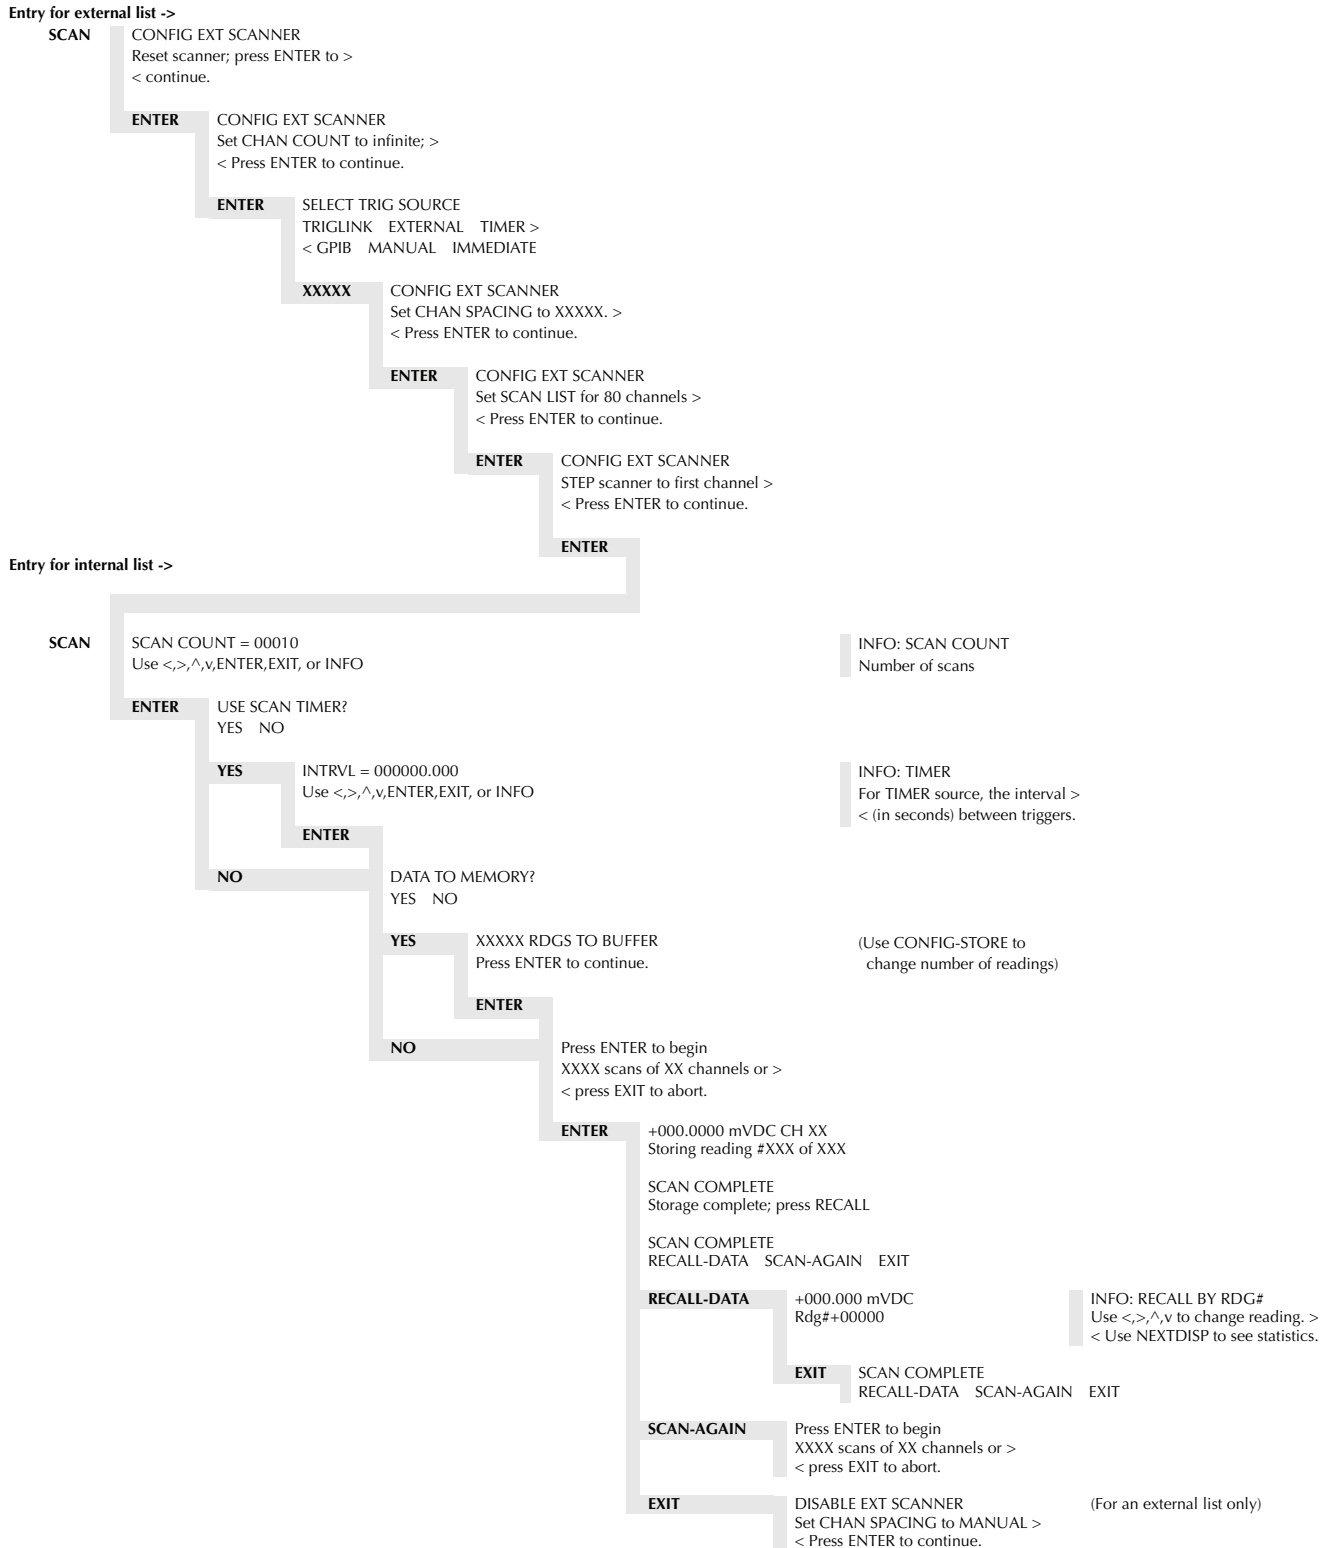 Entry for external list ->
SCAN CONFIG EXT SCANNER
Reset scanner; press ENTER to >
< continue.
ENTER CONFIG EXT SCANNER
Set CHAN COUNT to infinite; >
< Press ENTER to continue.
ENTER SELECT TRIG SOURCE
TRIGLINK EXTERNAL TIMER >
< GPIB MANUAL IMMEDIATE
XXXXX CONFIG EXT SCANNER
Set CHAN SPACING to XXXXX. >
< Press ENTER to continue.
ENTER CONFIG EXT SCANNER
Set SCAN LIST for 80 channels >
< Press ENTER to continue.
ENTER CONFIG EXT SCANNER
STEP scanner to first channel >
< Press ENTER to continue.
ENTER
Entry for internal list ->
SCAN SCAN COUNT = 00010 INFO: SCAN COUNT
Use <,>,^,v,ENTER,EXIT, or INFO Number of scans
ENTER USE SCAN TIMER?
YES NO
YES INTRVL = 000000.000 INFO: TIMER
Use <,>,^,v,ENTER,EXIT, or INFO For TIMER source, the interval >
< (in seconds) between triggers.
ENTER
NO DATA TO MEMORY?
YES NO
YES XXXXX RDGS TO BUFFER (Use CONFIG-STORE to
Press ENTER to continue. change number of readings)
ENTER
NO Press ENTER to begin
XXXX scans of XX channels or >
< press EXIT to abort.
ENTER +000.0000 mVDC CH XX
Storing reading #XXX of XXX
SCAN COMPLETE
Storage complete; press RECALL
SCAN COMPLETE
RECALL-DATA SCAN-AGAIN EXIT
RECALL-DATA +000.000 mVDC INFO: RECALL BY RDG#
Rdg#+00000 Use <,>,^,v to change reading. >
< Use NEXTDISP to see statistics.
EXIT SCAN COMPLETE
RECALL-DATA SCAN-AGAIN EXIT
SCAN-AGAIN Press ENTER to begin
XXXX scans of XX channels or >
< press EXIT to abort.
EXIT DISABLE EXT SCANNER (For an external list only)
Set CHAN SPACING to MANUAL >
< Press ENTER to continue.